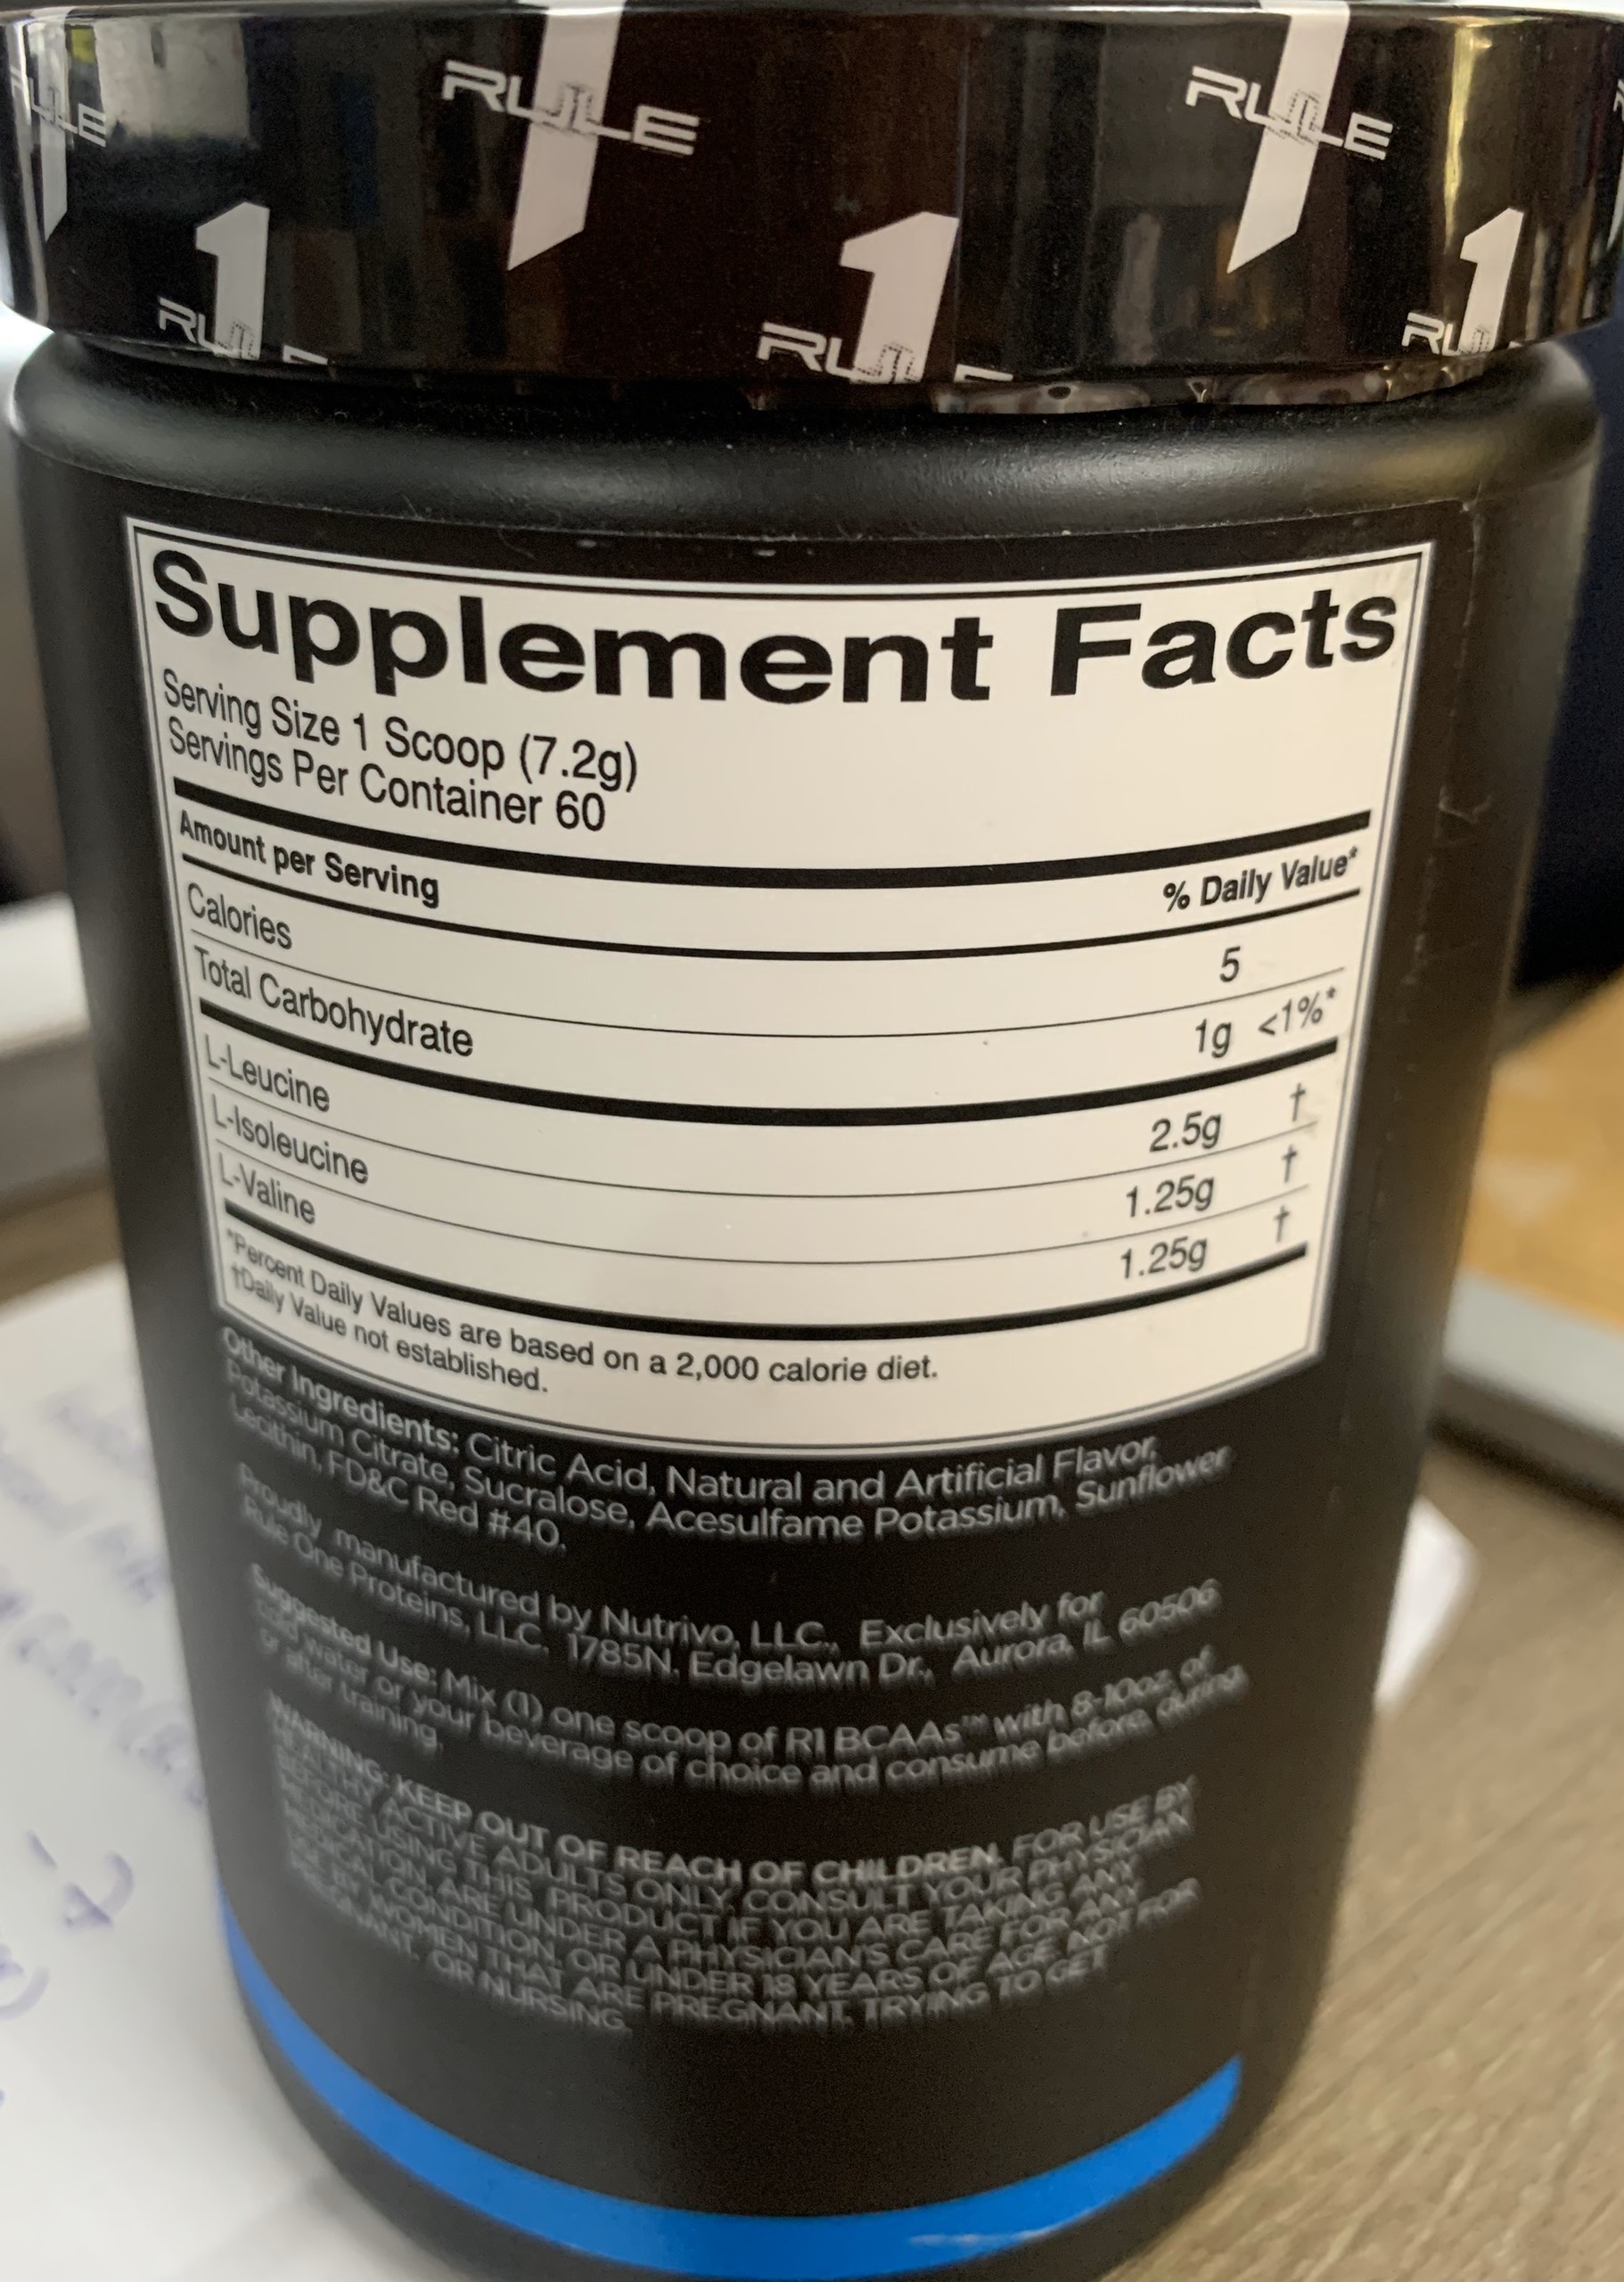 RULE
RULE
RULE
1
1
1
RULE
RULE
RULE
Supplement Facts
Serving Size 1 Scoop (7.2g)
Servings Per Container 60
Amount per Serving % Daily Value*
Calories 5
Total Carbohydrate 1g <1%*
L-Leucine 2.5g †
L-Isoleucine 1.25g †
L-Valine 1.25g †
*Percent Daily Values are based on a 2,000 calorie diet.
†Daily Value not established.
Other Ingredients: Citric Acid, Natural and Artificial Flavor,
Potassium Citrate, Sucralose, Acesulfame Potassium, Sunflower
Lecithin, FD&C Red #40.
Proudly manufactured by Nutrivo, LLC., Exclusively for
Rule One Proteins, LLC. 1785N. Edgelawn Dr., Aurora, IL 60506
Suggested Use: Mix (1) one scoop of R1 BCAAs™ with 8-10oz. of
cold water or your beverage of choice and consume before, during,
or after training.
WARNING: KEEP OUT OF REACH OF CHILDREN. FOR USE BY
HEALTHY ACTIVE ADULTS ONLY. CONSULT YOUR PHYSICIAN
BEFORE USING THIS PRODUCT IF YOU ARE TAKING ANY
MEDICATION, ARE UNDER A PHYSICIAN'S CARE FOR ANY
MEDICAL CONDITION, OR UNDER 18 YEARS OF AGE. NOT FOR
USE BY WOMEN THAT ARE PREGNANT, TRYING TO GET
PREGNANT, OR NURSING.